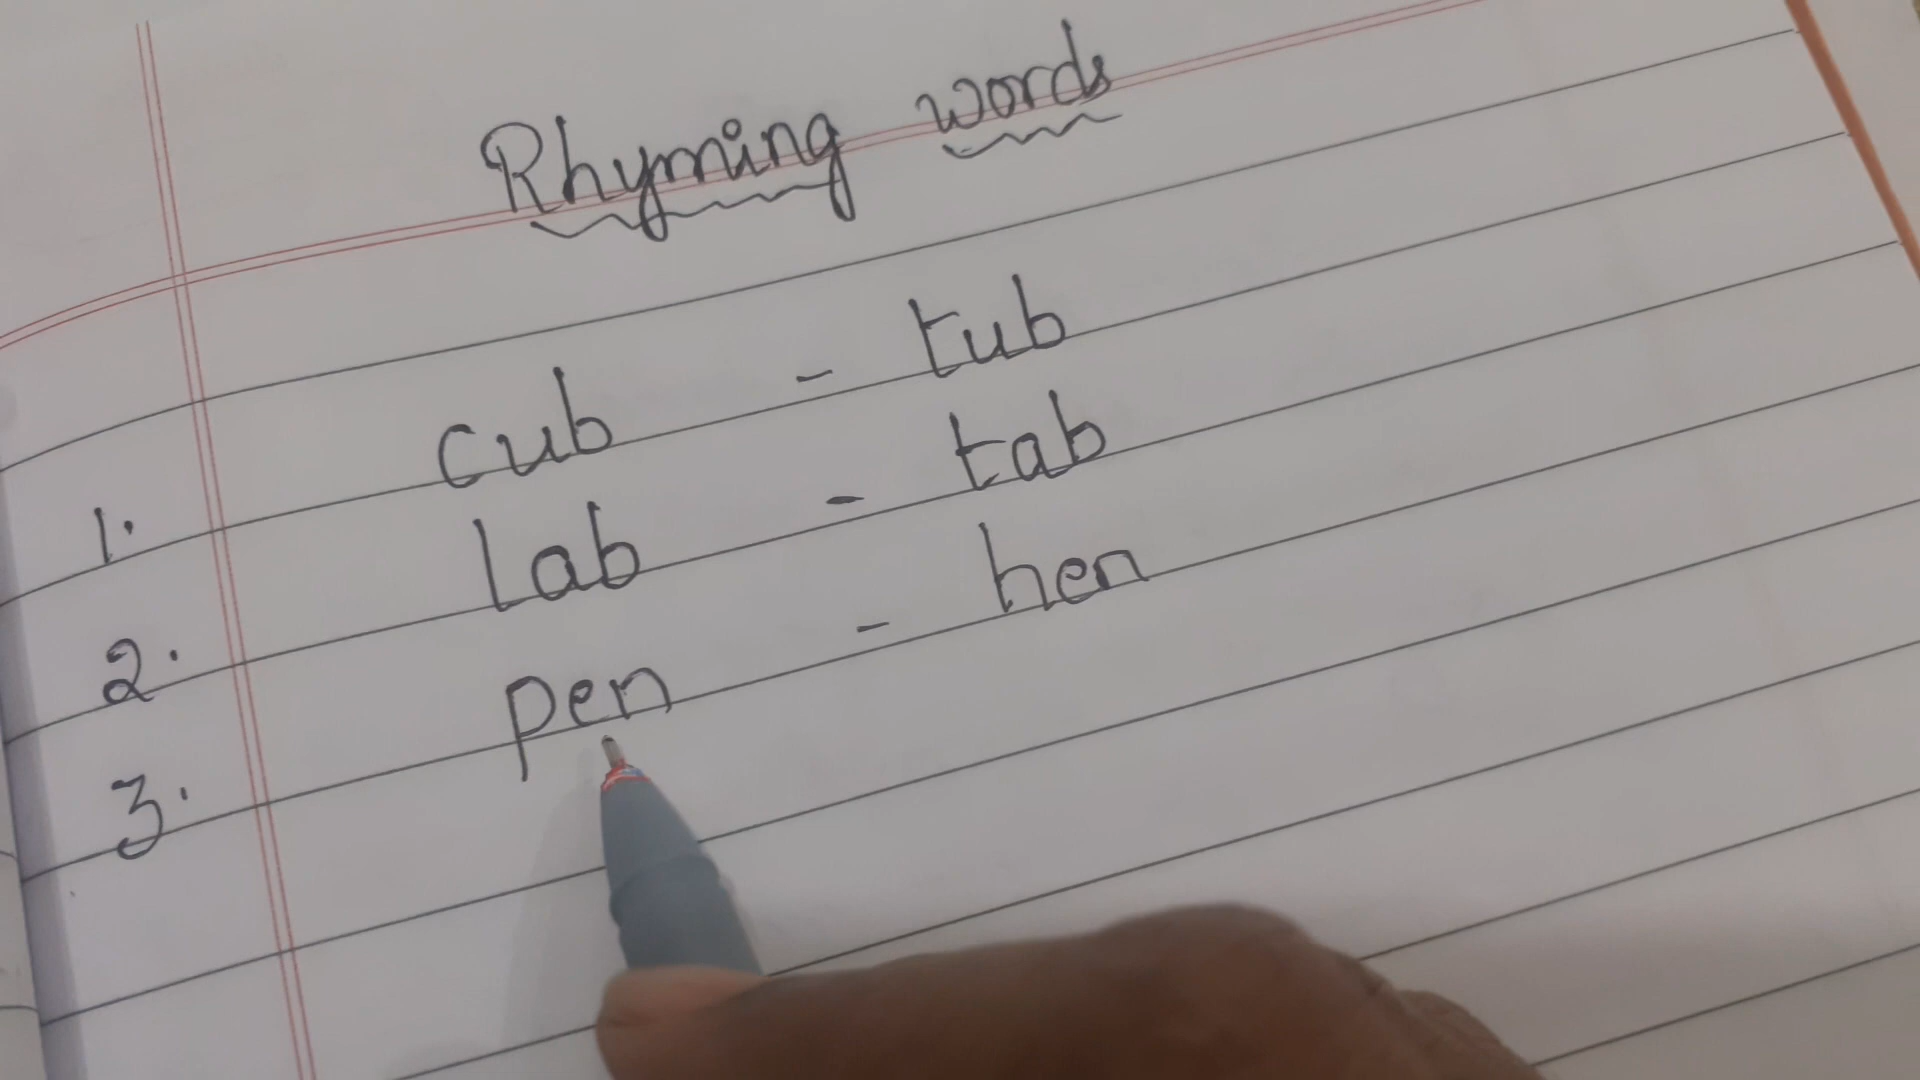 Rhyming words
1. cub - tub
2. lab - tab
3. pen - hen